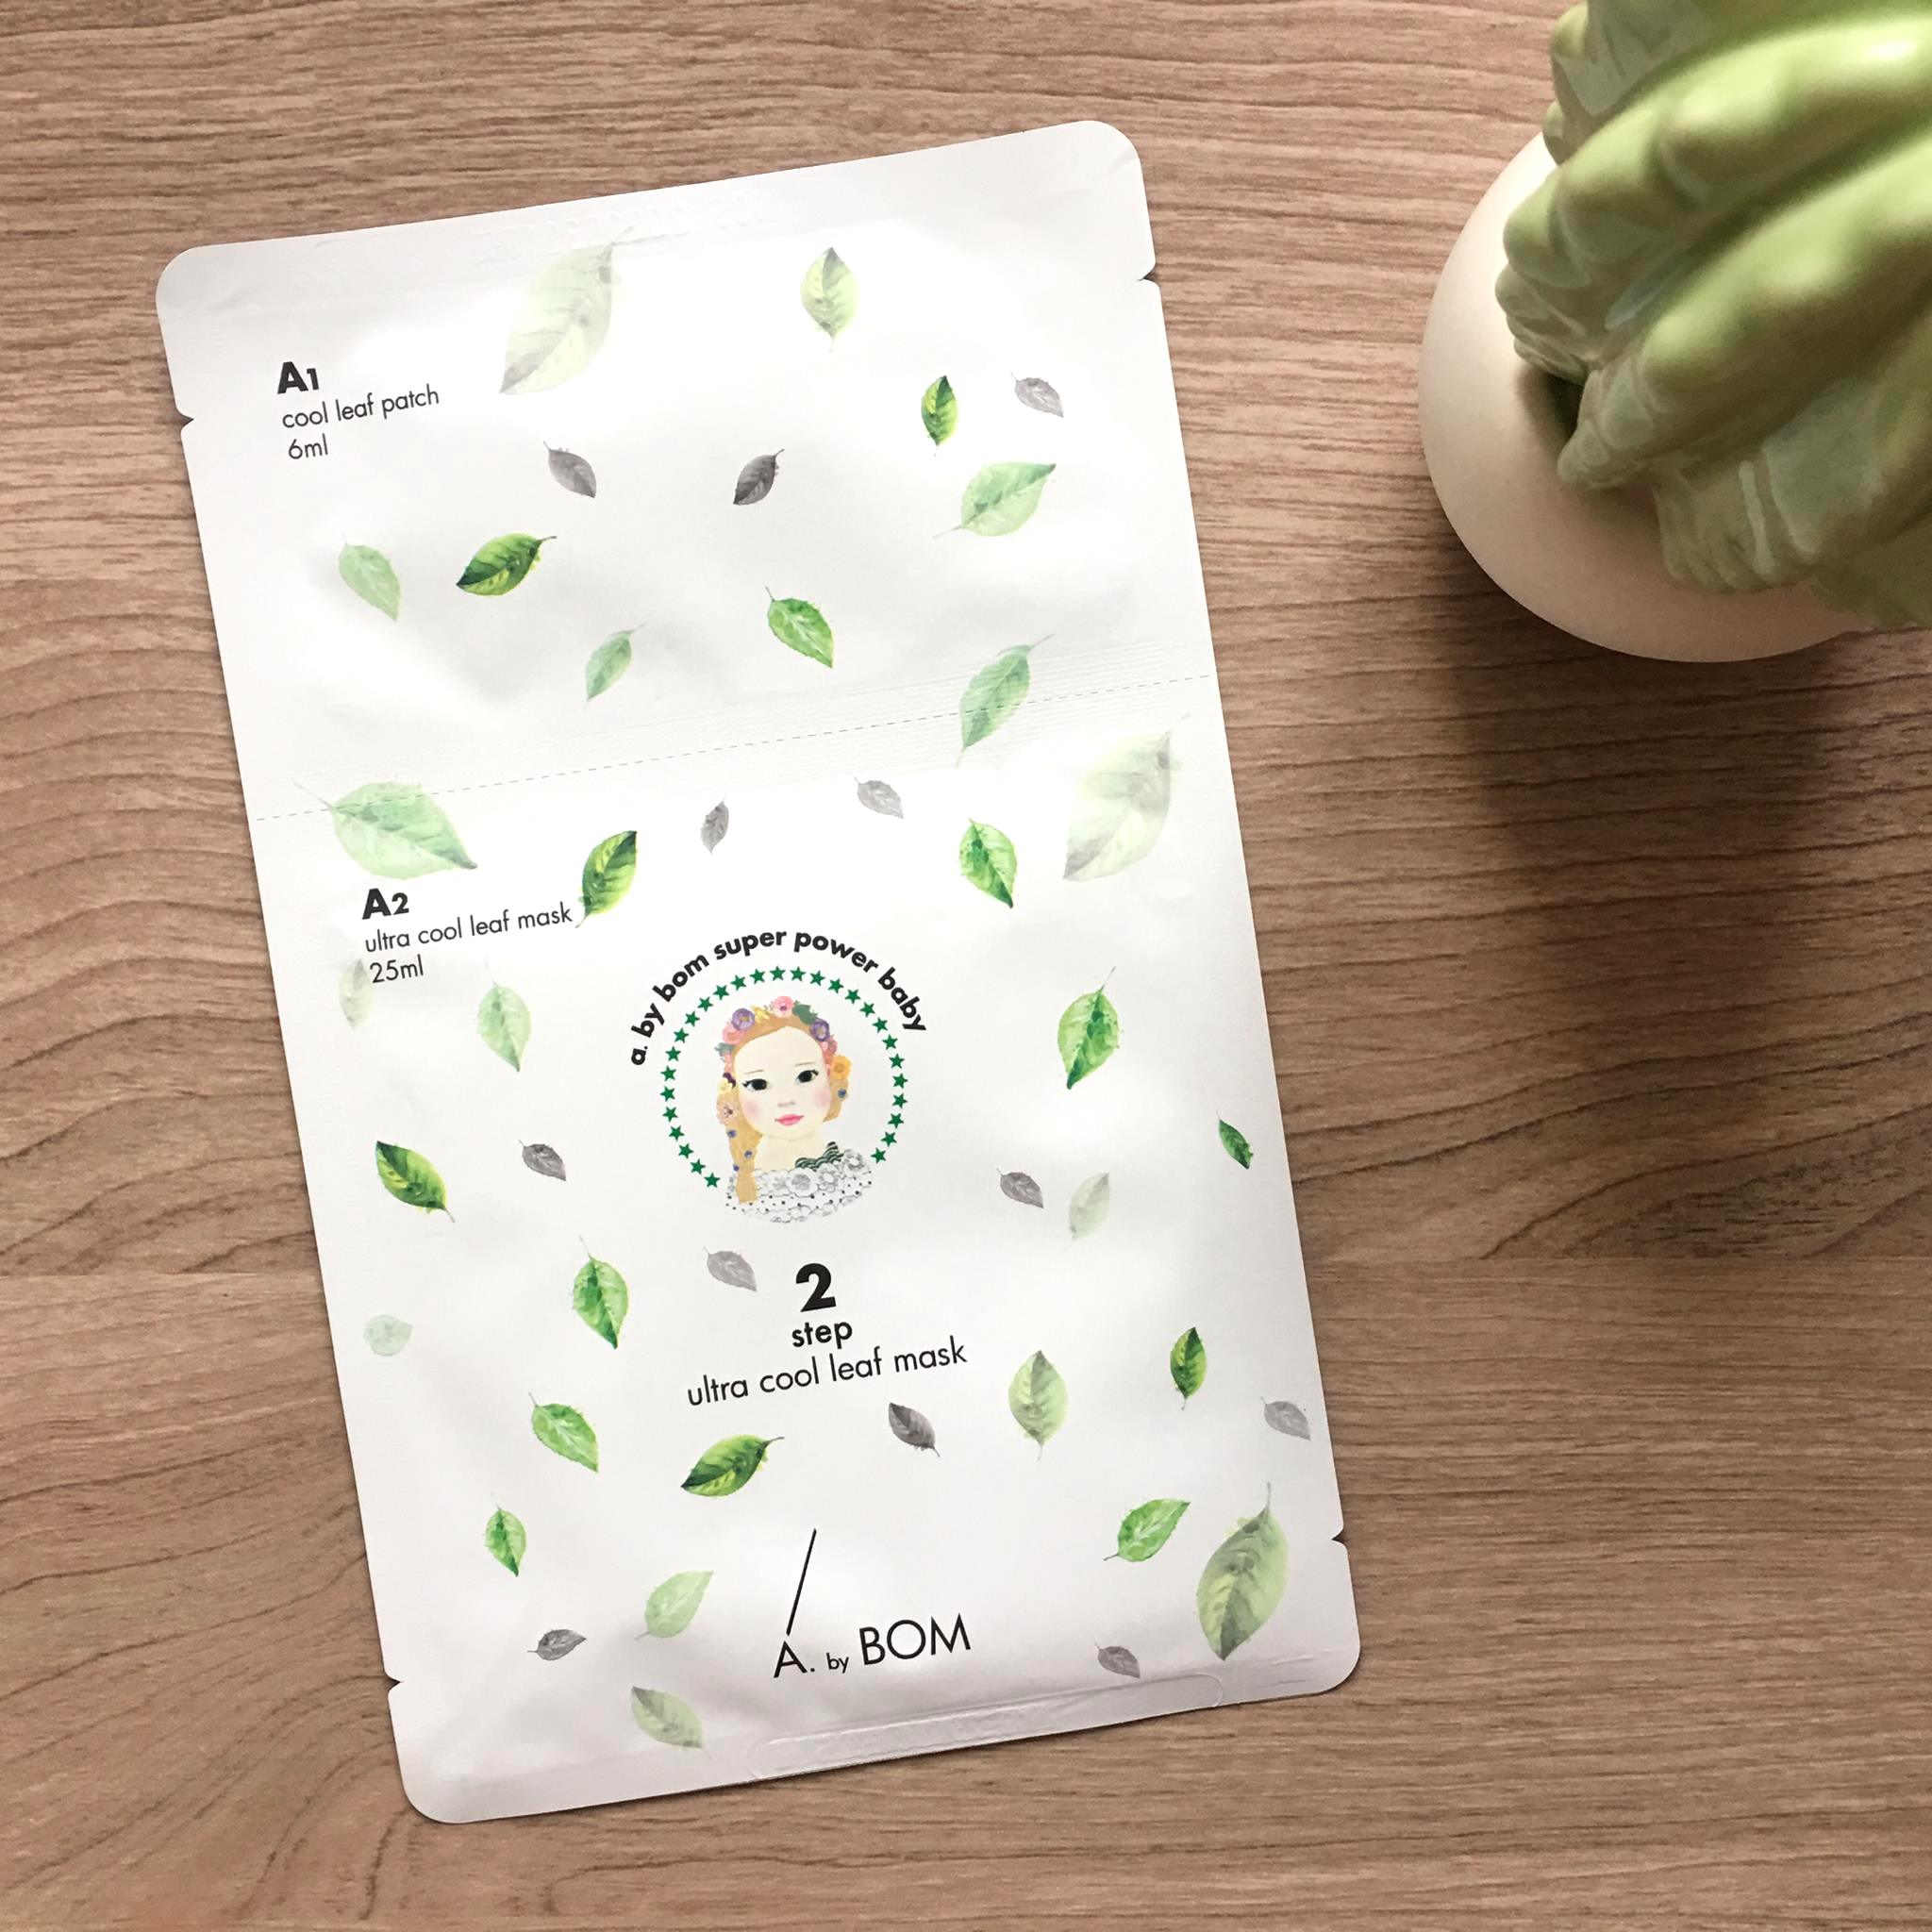 A1
cool leaf patch
6ml
A2
ultra cool leaf mask
25ml
a. by bom super power baby
2
step
ultra cool leaf mask
A. by BOM